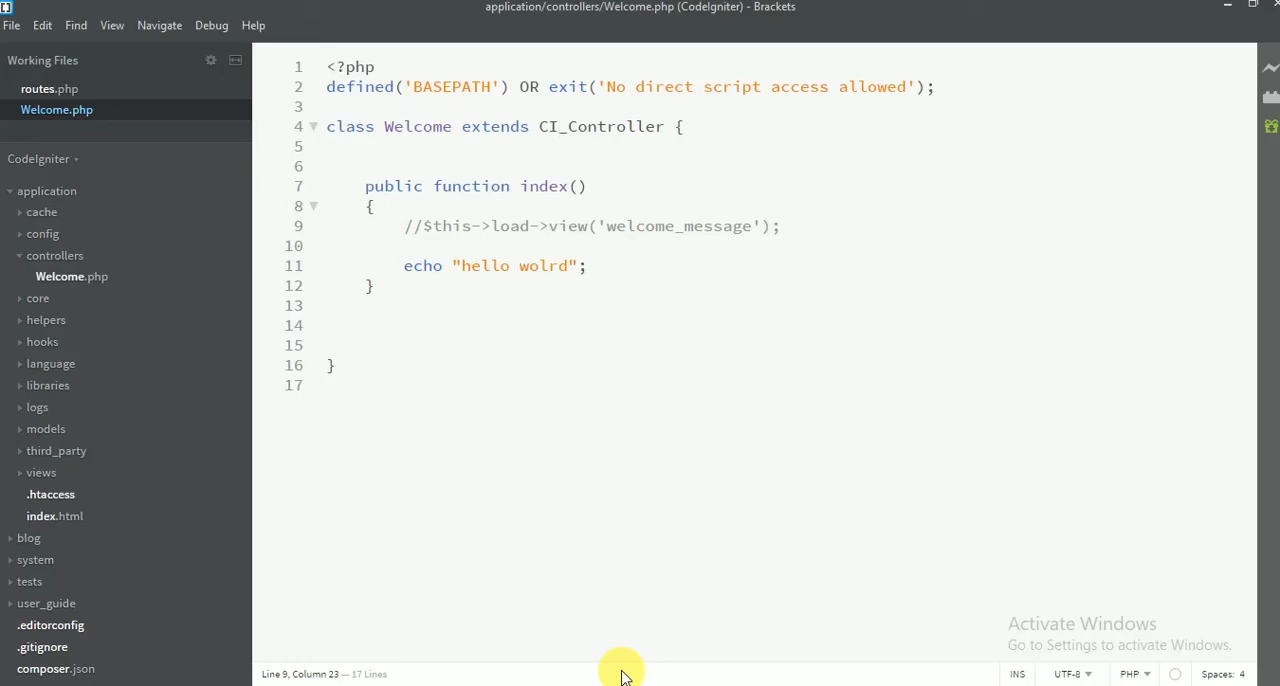 application/controllers/Welcome.php (CodeIgniter) - Brackets
File Edit Find View Navigate Debug Help
Working Files
routes.php
Welcome.php
CodeIgniter
application
cache
config
controllers
Welcome.php
core
helpers
hooks
language
libraries
logs
models
third_party
views
.htaccess
index.html
blog
system
tests
user_guide
.editorconfig
.gitignore
composer.json
1 <?php
2 defined('BASEPATH') OR exit('No direct script access allowed');
3
4 class Welcome extends CI_Controller {
5
6
7 public function index()
8 {
9 //$this->load->view('welcome_message');
10
11 echo "hello wolrd";
12 }
13
14
15
16 }
17
Activate Windows
Go to Settings to activate Windows.
Line 9, Column 23 — 17 Lines INS UTF-8 PHP Spaces: 4